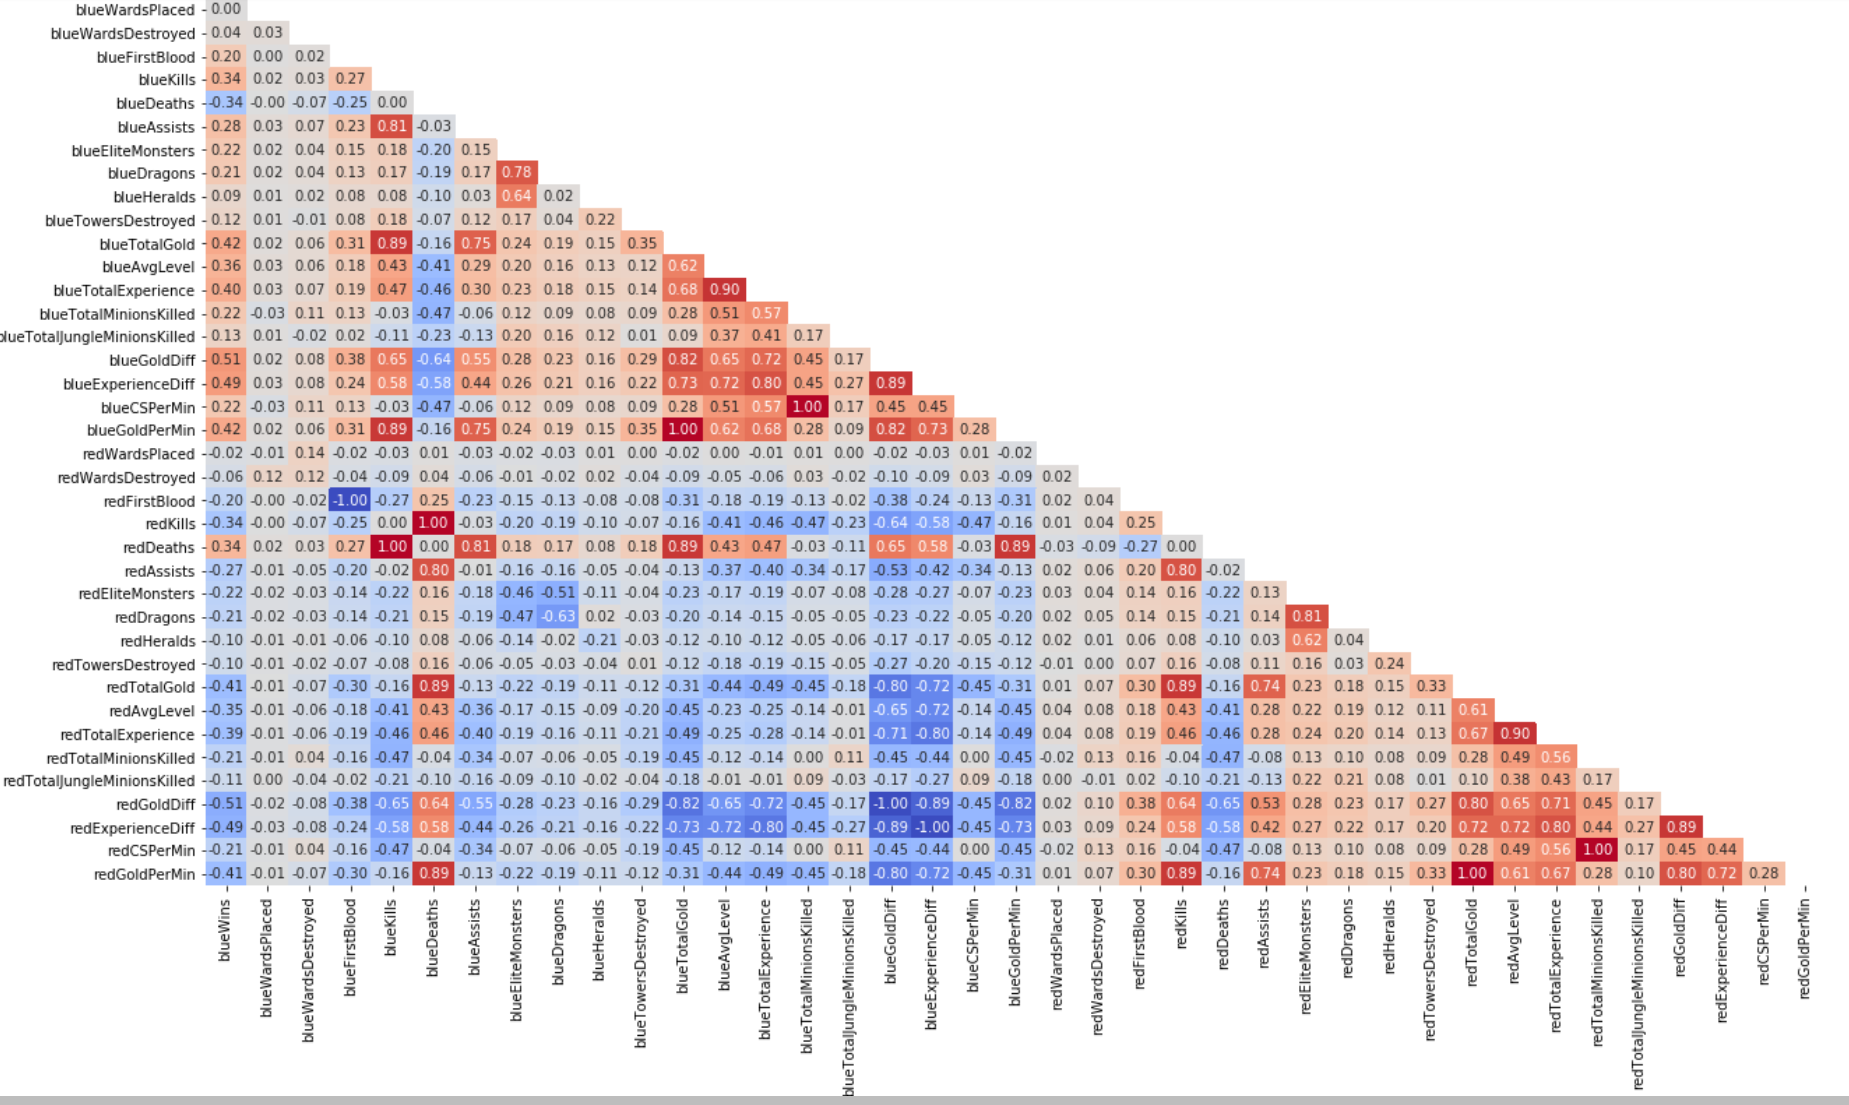 blueWardsPlaced 0.00
blueWardsDestroyed 0.04 0.03
blueFirstBlood 0.20 0.00 0.02
blueKills 0.34 0.02 0.03 0.27
blueDeaths -0.34 -0.00 -0.07 -0.25 0.00
blueAssists 0.28 0.03 0.07 0.23 0.81 -0.03
blueEliteMonsters 0.22 0.02 0.04 0.15 0.18 -0.20 0.15
blueDragons 0.21 0.02 0.04 0.13 0.17 -0.19 0.17 0.78
blueHeralds 0.09 0.01 0.02 0.08 0.08 -0.10 0.03 0.64 0.02
blueTowersDestroyed 0.12 0.01 -0.01 0.08 0.18 -0.07 0.12 0.17 0.04 0.22
blueTotalGold 0.42 0.02 0.06 0.31 0.89 -0.16 0.75 0.24 0.19 0.15 0.35
blueAvgLevel 0.36 0.03 0.06 0.18 0.43 -0.41 0.29 0.20 0.16 0.13 0.12 0.62
blueTotalExperience 0.40 0.03 0.07 0.19 0.47 -0.46 0.30 0.23 0.18 0.15 0.14 0.68 0.90
blueTotalMinionsKilled 0.22 -0.03 0.11 0.13 -0.03 -0.47 -0.06 0.12 0.09 0.08 0.09 0.28 0.51 0.57
blueTotalJungleMinionsKilled 0.13 0.01 -0.02 0.02 -0.11 -0.23 -0.13 0.20 0.16 0.12 0.01 0.09 0.37 0.41 0.17
blueGoldDiff 0.51 0.02 0.08 0.38 0.65 -0.64 0.55 0.28 0.23 0.16 0.29 0.82 0.65 0.72 0.45 0.17
blueExperienceDiff 0.49 0.03 0.08 0.24 0.58 -0.58 0.44 0.26 0.21 0.16 0.22 0.73 0.72 0.80 0.45 0.27 0.89
blueCSPerMin 0.22 -0.03 0.11 0.13 -0.03 -0.47 -0.06 0.12 0.09 0.08 0.09 0.28 0.51 0.57 1.00 0.17 0.45 0.45
blueGoldPerMin 0.42 0.02 0.06 0.31 0.89 -0.16 0.75 0.24 0.19 0.15 0.35 1.00 0.62 0.68 0.28 0.09 0.82 0.73 0.28
redWardsPlaced -0.02 -0.01 0.14 -0.02 -0.03 0.01 -0.03 -0.02 -0.03 0.01 0.00 -0.02 0.00 -0.01 0.01 0.00 -0.02 -0.03 0.01 -0.02
redWardsDestroyed -0.06 0.12 0.12 -0.04 -0.09 0.04 -0.06 -0.01 -0.02 0.02 -0.04 -0.09 -0.05 -0.06 0.03 -0.02 -0.10 -0.09 0.03 -0.09 0.02
redFirstBlood -0.20 -0.00 -0.02 -1.00 -0.27 0.25 -0.23 -0.15 -0.13 -0.08 -0.08 -0.31 -0.18 -0.19 -0.13 -0.02 -0.38 -0.24 -0.13 -0.31 0.02 0.04
redKills -0.34 -0.00 -0.07 -0.25 0.00 1.00 -0.03 -0.20 -0.19 -0.10 -0.07 -0.16 -0.41 -0.46 -0.47 -0.23 -0.64 -0.58 -0.47 -0.16 0.01 0.04 0.25
redDeaths 0.34 0.02 0.03 0.27 1.00 0.00 0.81 0.18 0.17 0.08 0.18 0.89 0.43 0.47 -0.03 -0.11 0.65 0.58 -0.03 0.89 -0.03 -0.09 -0.27 0.00
redAssists -0.27 -0.01 -0.05 -0.20 -0.02 0.80 -0.01 -0.16 -0.16 -0.05 -0.04 -0.13 -0.37 -0.40 -0.34 -0.17 -0.53 -0.42 -0.34 -0.13 0.02 0.06 0.20 0.80 -0.02
redEliteMonsters -0.22 -0.02 -0.03 -0.14 -0.22 0.16 -0.18 -0.46 -0.51 -0.11 -0.04 -0.23 -0.17 -0.19 -0.07 -0.08 -0.28 -0.27 -0.07 -0.23 0.03 0.04 0.14 0.16 -0.22 0.13
redDragons -0.21 -0.02 -0.03 -0.14 -0.21 0.15 -0.19 -0.47 -0.63 0.02 -0.03 -0.20 -0.14 -0.15 -0.05 -0.05 -0.23 -0.22 -0.05 -0.20 0.02 0.05 0.14 0.15 -0.21 0.14 0.81
redHeralds -0.10 -0.01 -0.01 -0.06 -0.10 0.08 -0.06 -0.14 -0.02 -0.21 -0.03 -0.12 -0.10 -0.12 -0.05 -0.06 -0.17 -0.17 -0.05 -0.12 0.02 0.01 0.06 0.08 -0.10 0.03 0.62 0.04
redTowersDestroyed -0.10 -0.01 -0.02 -0.07 -0.08 0.16 -0.06 -0.05 -0.03 -0.04 0.01 -0.12 -0.18 -0.19 -0.15 -0.05 -0.27 -0.20 -0.15 -0.12 -0.01 0.00 0.07 0.16 -0.08 0.11 0.16 0.03 0.24
redTotalGold -0.41 -0.01 -0.07 -0.30 -0.16 0.89 -0.13 -0.22 -0.19 -0.11 -0.12 -0.31 -0.44 -0.49 -0.45 -0.18 -0.80 -0.72 -0.45 -0.31 0.01 0.07 0.30 0.89 -0.16 0.74 0.23 0.18 0.15 0.33
redAvgLevel -0.35 -0.01 -0.06 -0.18 -0.41 0.43 -0.36 -0.17 -0.15 -0.09 -0.20 -0.45 -0.23 -0.25 -0.14 -0.01 -0.65 -0.72 -0.14 -0.45 0.04 0.08 0.18 0.43 -0.41 0.28 0.22 0.19 0.12 0.11 0.61
redTotalExperience -0.39 -0.01 -0.06 -0.19 -0.46 0.46 -0.40 -0.19 -0.16 -0.11 -0.21 -0.49 -0.25 -0.28 -0.14 -0.01 -0.71 -0.80 -0.14 -0.49 0.04 0.08 0.19 0.46 -0.46 0.28 0.24 0.20 0.14 0.13 0.67 0.90
redTotalMinionsKilled -0.21 -0.01 0.04 -0.16 -0.47 -0.04 -0.34 -0.07 -0.06 -0.05 -0.19 -0.45 -0.12 -0.14 0.00 0.11 -0.45 -0.44 0.00 -0.45 -0.02 0.13 0.16 -0.04 -0.47 -0.08 0.13 0.10 0.08 0.09 0.28 0.49 0.56
redTotalJungleMinionsKilled -0.11 0.00 -0.04 -0.02 -0.21 -0.10 -0.16 -0.09 -0.10 -0.02 -0.04 -0.18 -0.01 -0.01 0.09 -0.03 -0.17 -0.27 0.09 -0.18 -0.00 -0.01 0.02 -0.10 -0.21 -0.13 0.22 0.21 0.08 0.01 0.10 0.38 0.43 0.17
redGoldDiff -0.51 -0.02 -0.08 -0.38 -0.65 0.64 -0.55 -0.28 -0.23 -0.16 -0.29 -0.82 -0.65 -0.72 -0.45 -0.17 -1.00 -0.89 -0.45 -0.82 0.02 0.10 0.38 0.64 -0.65 0.53 0.28 0.23 0.17 0.27 0.80 0.65 0.71 0.45 0.17
redExperienceDiff -0.49 -0.03 -0.08 -0.24 -0.58 0.58 -0.44 -0.26 -0.21 -0.16 -0.22 -0.73 -0.72 -0.80 -0.45 -0.27 -0.89 -1.00 -0.45 -0.73 0.03 0.09 0.24 0.58 -0.58 0.42 0.27 0.22 0.17 0.20 0.72 0.72 0.80 0.44 0.27 0.89
redCSPerMin -0.21 -0.01 0.04 -0.16 -0.47 -0.04 -0.34 -0.07 -0.06 -0.05 -0.19 -0.45 -0.12 -0.14 0.00 0.11 -0.45 -0.44 0.00 -0.45 -0.02 0.13 0.16 -0.04 -0.47 -0.08 0.13 0.10 0.08 0.09 0.28 0.49 0.56 1.00 0.17 0.45 0.44
redGoldPerMin -0.41 -0.01 -0.07 -0.30 -0.16 0.89 -0.13 -0.22 -0.19 -0.11 -0.12 -0.31 -0.44 -0.49 -0.45 -0.18 -0.80 -0.72 -0.45 -0.31 0.01 0.07 0.30 0.89 -0.16 0.74 0.23 0.18 0.15 0.33 1.00 0.61 0.67 0.28 0.10 0.80 0.72 0.28
blueWins
blueWardsPlaced
blueWardsDestroyed
blueFirstBlood
blueKills
blueDeaths
blueAssists
blueEliteMonsters
blueDragons
blueHeralds
blueTowersDestroyed
blueTotalGold
blueAvgLevel
blueTotalExperience
blueTotalMinionsKilled
blueTotalJungleMinionsKilled
blueGoldDiff
blueExperienceDiff
blueCSPerMin
blueGoldPerMin
redWardsPlaced
redWardsDestroyed
redFirstBlood
redKills
redDeaths
redAssists
redEliteMonsters
redDragons
redHeralds
redTowersDestroyed
redTotalGold
redAvgLevel
redTotalExperience
redTotalMinionsKilled
redTotalJungleMinionsKilled
redGoldDiff
redExperienceDiff
redCSPerMin
redGoldPerMin